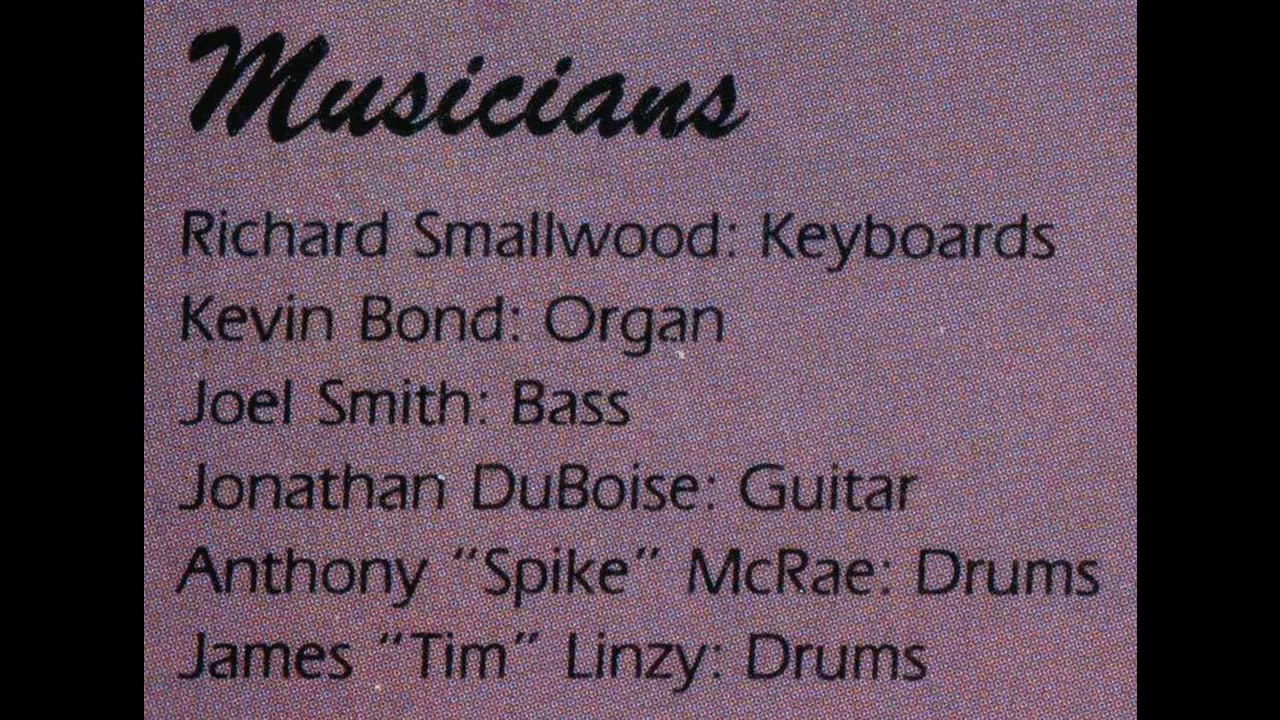 Musicians
Richard Smallwood: Keyboards
Kevin Bond: Organ
Joel Smith: Bass
Jonathan DuBoise: Guitar
Anthony “Spike” McRae: Drums
James “Tim” Linzy: Drums